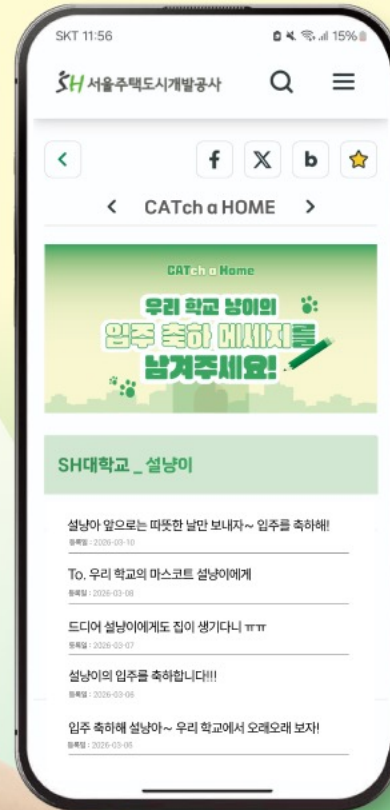 SKT 11:56
15%
SH 서울주택도시개발공사
f X b
< CATch a HOME >
CATch a Home
우리 학교 냥이의
입주 축하 메세지를
남겨주세요!
SH대학교 _ 설냥이
설냥아 앞으로는 따뜻한 날만 보내자~ 입주를 축하해!
등록일 : 2026-03-10
To. 우리 학교의 마스코트 설냥이에게
등록일 : 2026-03-08
드디어 설냥이에게도 집이 생기다니 ㅠㅠ
등록일 : 2026-03-07
설냥이의 입주를 축하합니다!!!
등록일 : 2026-03-06
입주 축하해 설냥아~ 우리 학교에서 오래오래 보자!
등록일 : 2026-03-06